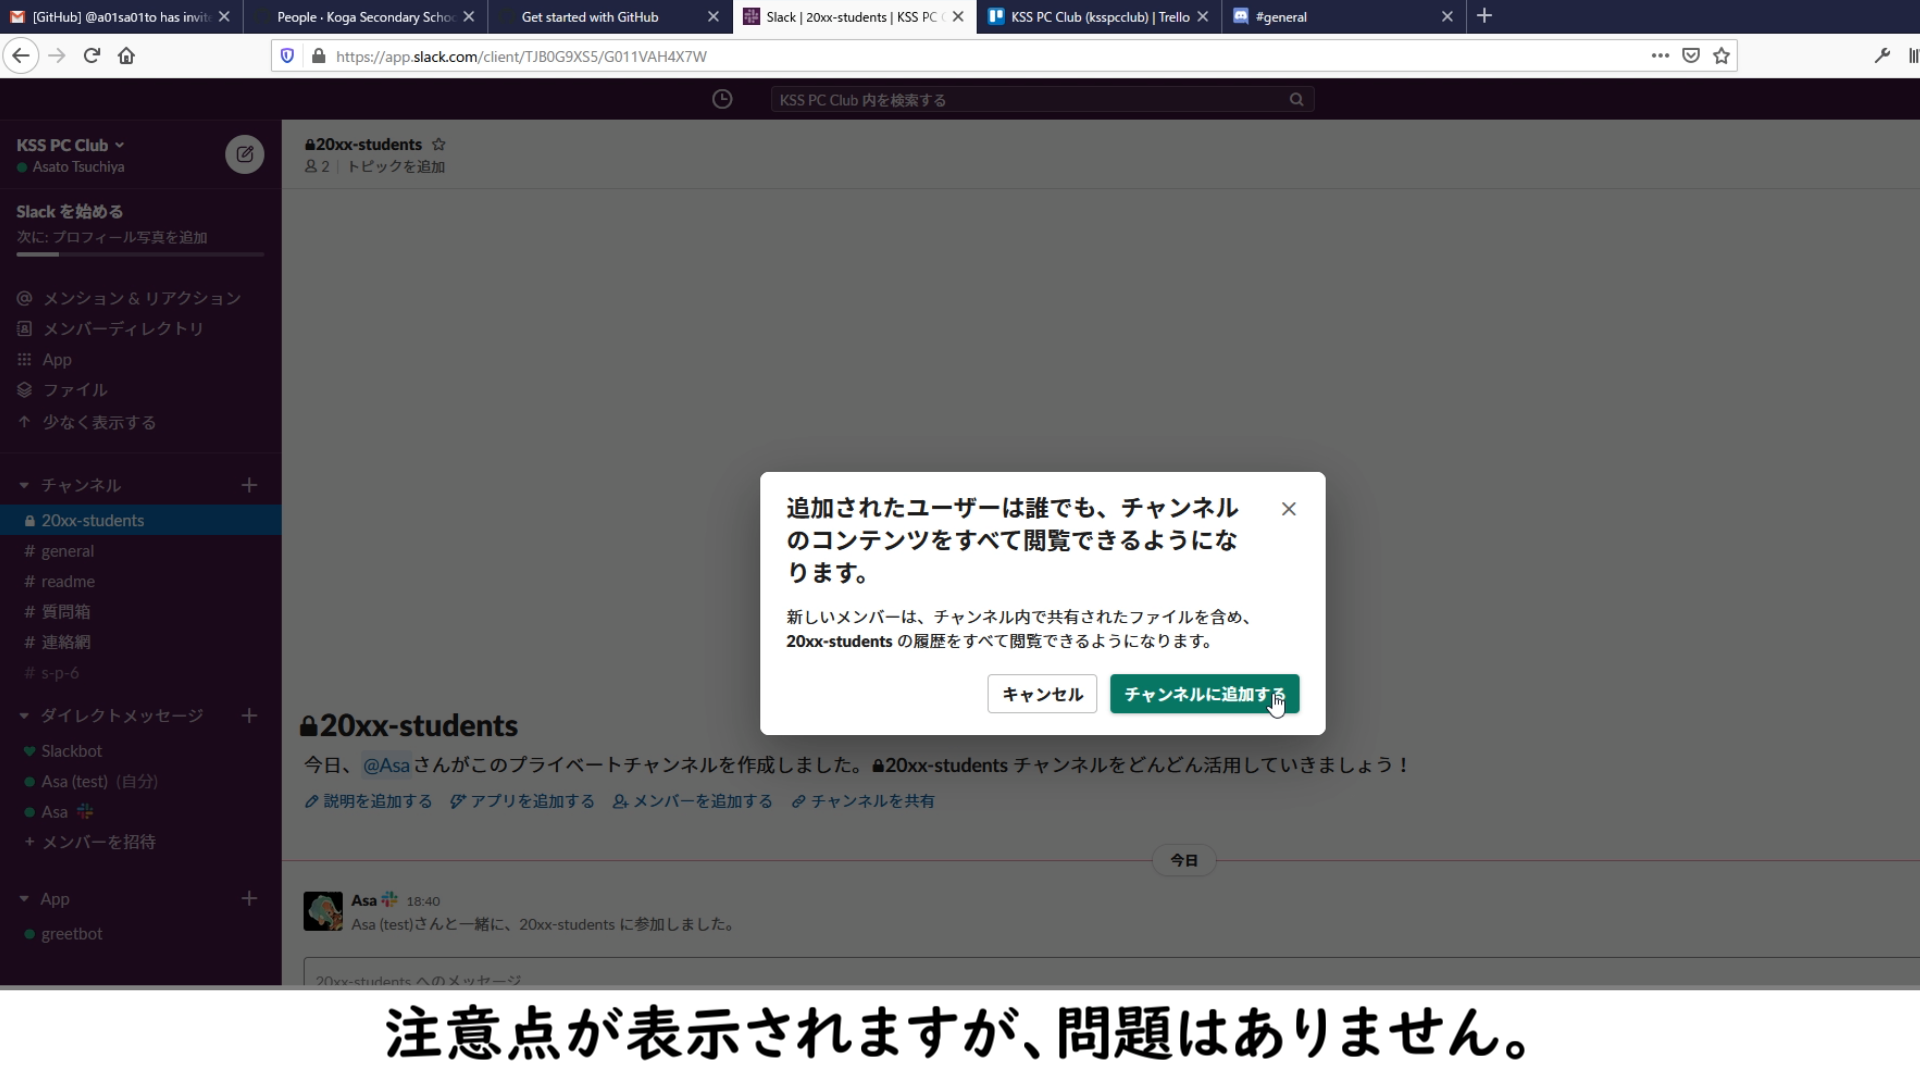 [GitHub] @a01sa01to has invit
People · Koga Secondary Schoo
Get started with GitHub
Slack | 20xx-students | KSS PC C
KSS PC Club (ksspcclub) | Trello
#general
https://app.slack.com/client/TJB0G9XS5/G011VAH4X7W
KSS PC Club 内を検索する
KSS PC Club
Asato Tsuchiya
20xx-students
2 | トピックを追加
Slack を始める
次に: プロフィール写真を追加
メンション & リアクション
メンバーディレクトリ
App
ファイル
少なく表示する
チャンネル
20xx-students
# general
# readme
# 質問箱
# 連絡網
# s-p-6
ダイレクトメッセージ
Slackbot
Asa (test) (自分)
Asa
+ メンバーを招待
App
greetbot
追加されたユーザーは誰でも、チャンネル
のコンテンツをすべて閲覧できるようにな
ります。
新しいメンバーは、チャンネル内で共有されたファイルを含め、
20xx-students の履歴をすべて閲覧できるようになります。
キャンセル
チャンネルに追加する
20xx-students
今日、 @Asa さんがこのプライベートチャンネルを作成しました。20xx-students チャンネルをどんどん活用していきましょう！
説明を追加する アプリを追加する メンバーを追加する チャンネルを共有
今日
Asa 18:40
Asa (test)さんと一緒に、20xx-students に参加しました。
20xx-students へのメッセージ
注意点が表示されますが、問題はありません。